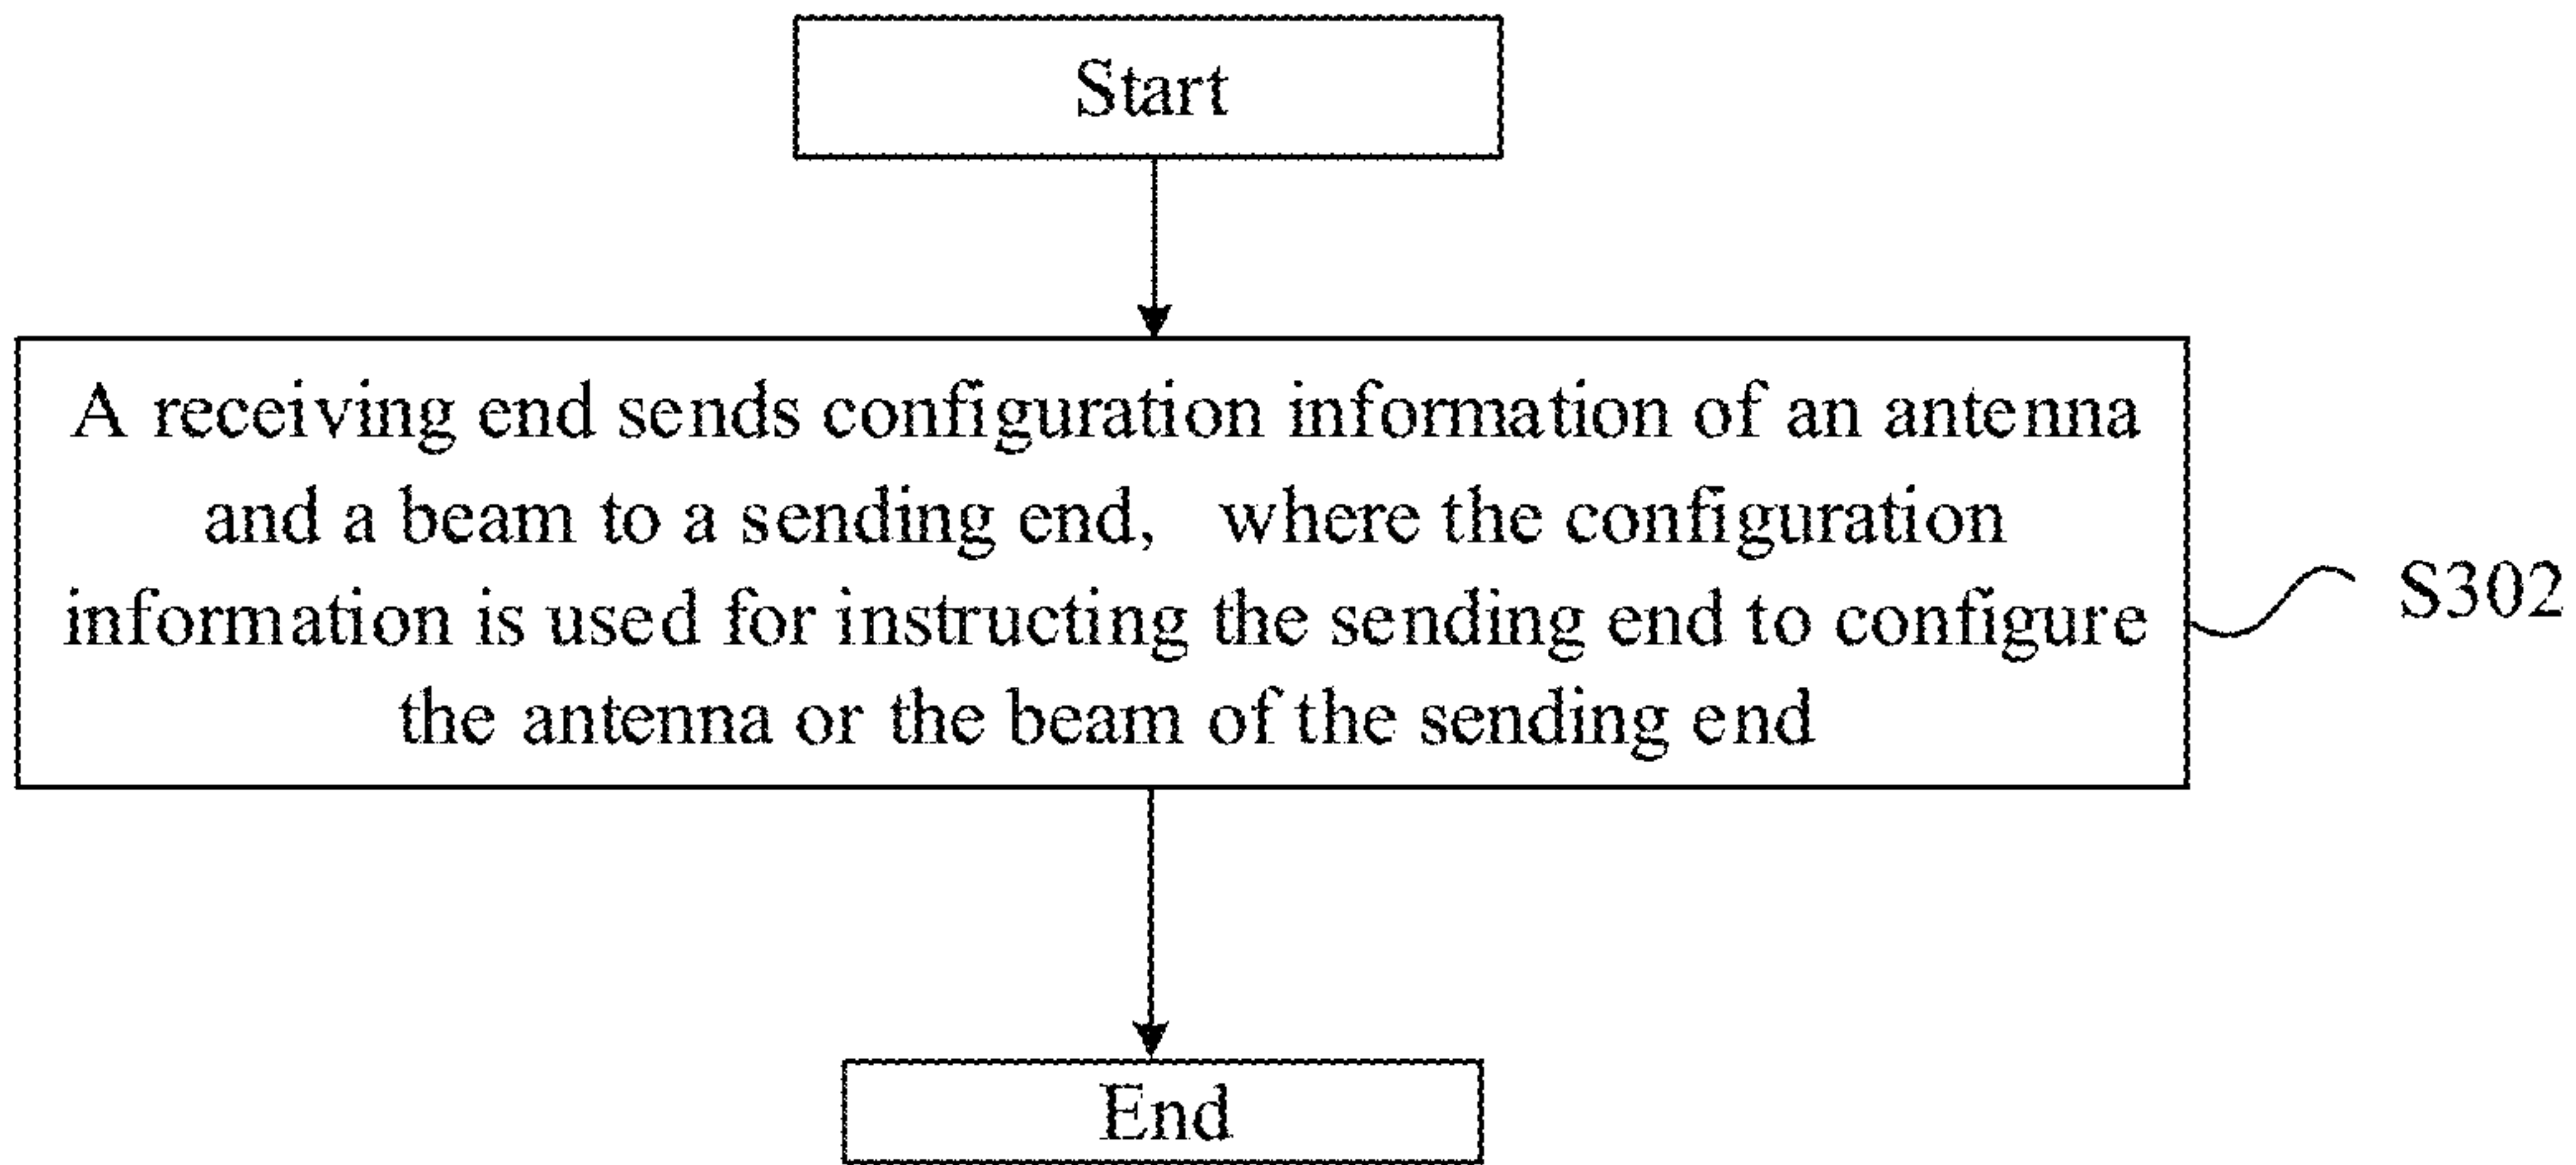 Start
A receiving end sends configuration information of an antenna
and a beam to a sending end, where the configuration
information is used for instructing the sending end to configure
the antenna or the beam of the sending end
S302
End